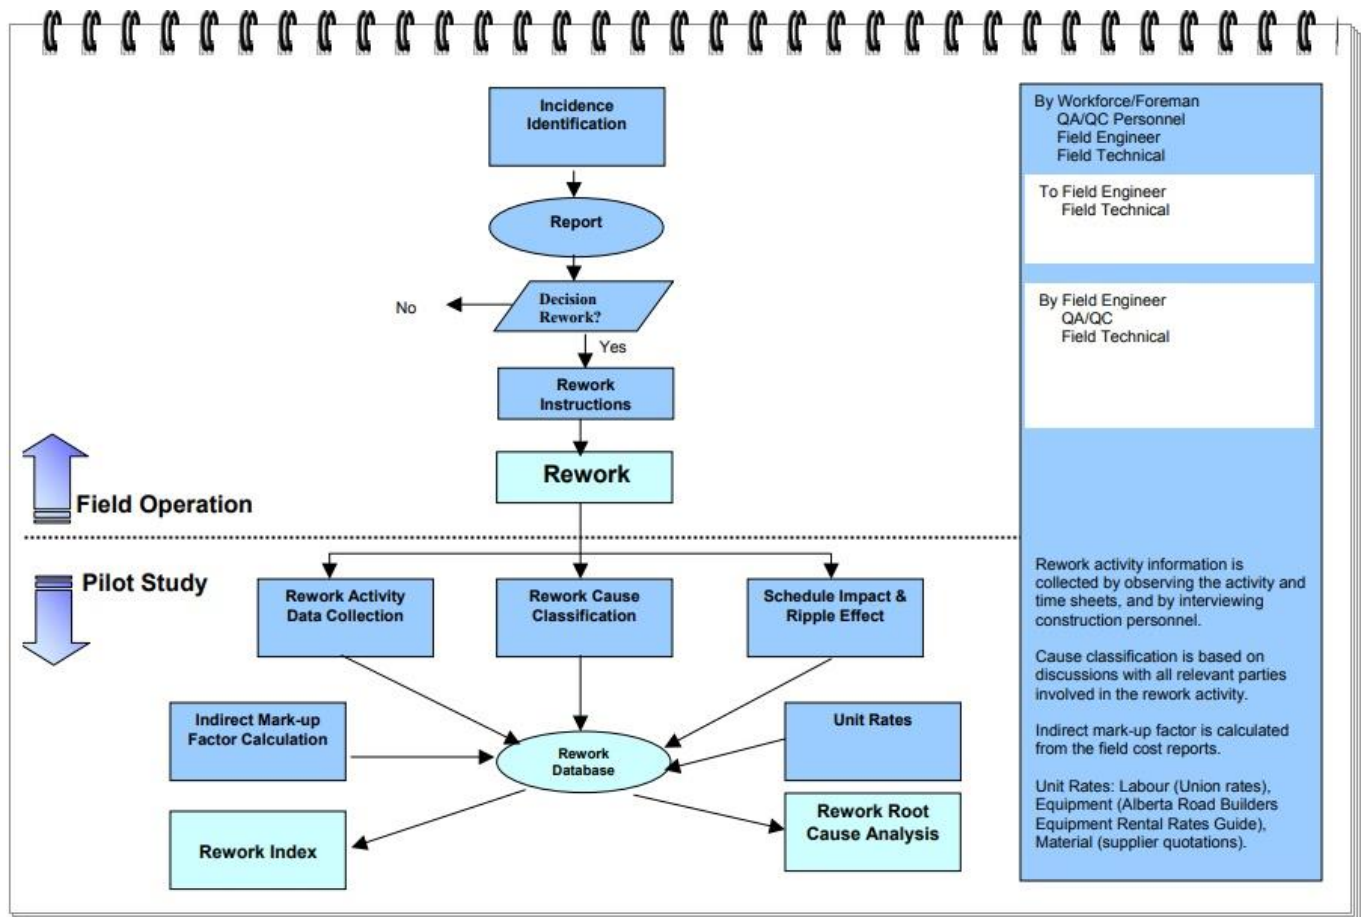 Incidence
Identification
Report
Decision
Rework?
No
Yes
Rework
Instructions
Rework
Field Operation
Pilot Study
Rework Activity
Data Collection
Rework Cause
Classification
Schedule Impact &
Ripple Effect
Indirect Mark-up
Factor Calculation
Unit Rates
Rework
Database
Rework Index
Rework Root
Cause Analysis
By Workforce/Foreman
QA/QC Personnel
Field Engineer
Field Technical
To Field Engineer
Field Technical
By Field Engineer
QA/QC
Field Technical
Rework activity information is
collected by observing the activity and
time sheets, and by interviewing
construction personnel.
Cause classification is based on
discussions with all relevant parties
involved in the rework activity.
Indirect mark-up factor is calculated
from the field cost reports.
Unit Rates: Labour (Union rates),
Equipment (Alberta Road Builders
Equipment Rental Rates Guide),
Material (supplier quotations).